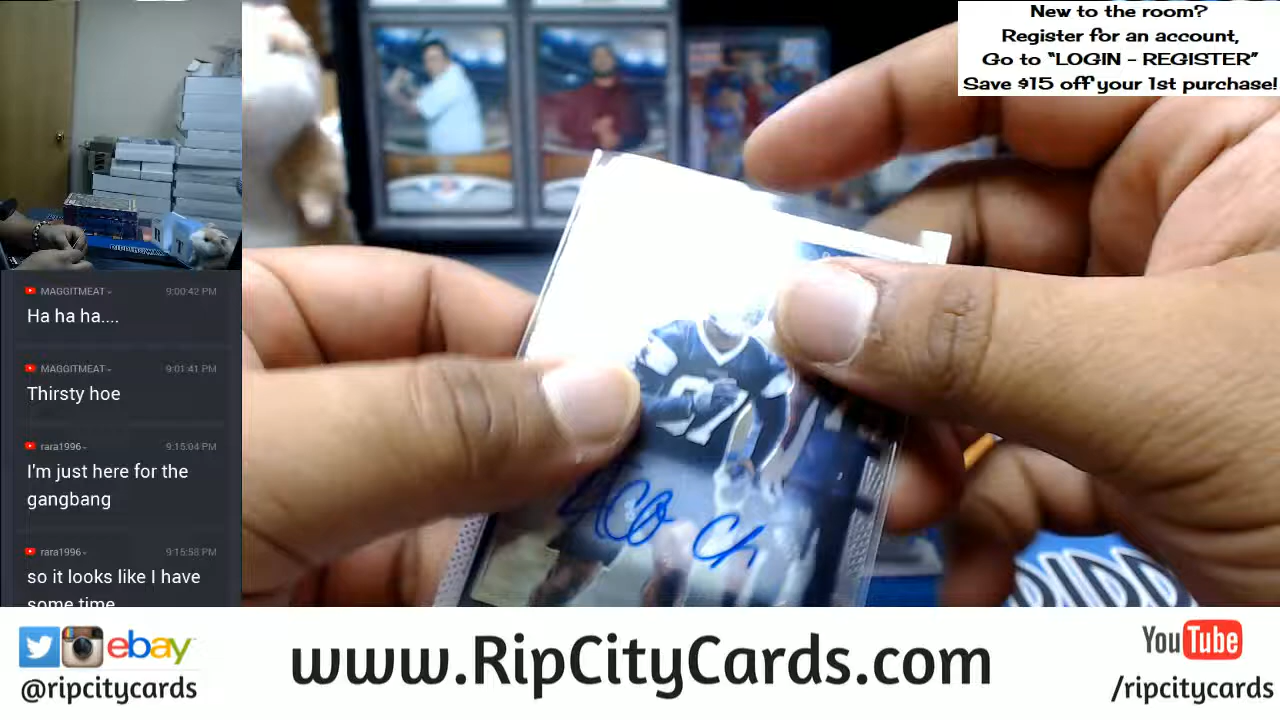 New to the room?
Register for an account,
Go to “LOGIN - REGISTER”
Save $15 off your 1st purchase!
MAGGITMEAT
9:00:42 PM
Ha ha ha....
MAGGITMEAT
9:01:41 PM
Thirsty hoe
rara1996
9:15:04 PM
I'm just here for the
gangbang
rara1996
9:15:58 PM
so it looks like I have
some time
97
ebay
@ripcitycards
www.RipCityCards.com
YouTube
/ripcitycards